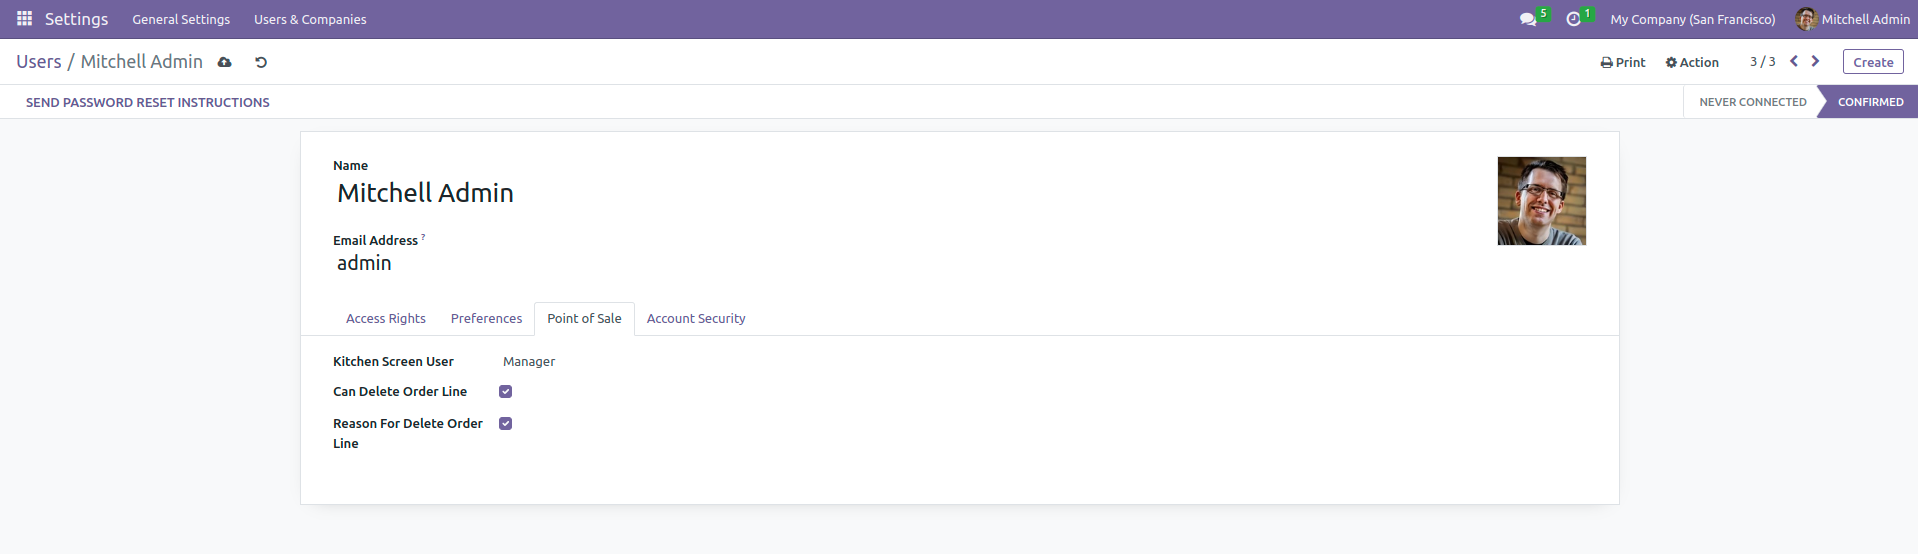 Settings General Settings Users & Companies 5 1 My Company (San Francisco) Mitchell Admin
Users / Mitchell Admin Print Action 3 / 3 Create
SEND PASSWORD RESET INSTRUCTIONS NEVER CONNECTED CONFIRMED
Name
Mitchell Admin
Email Address ?
admin
Access Rights Preferences Point of Sale Account Security
Kitchen Screen User Manager
Can Delete Order Line
Reason For Delete Order
Line